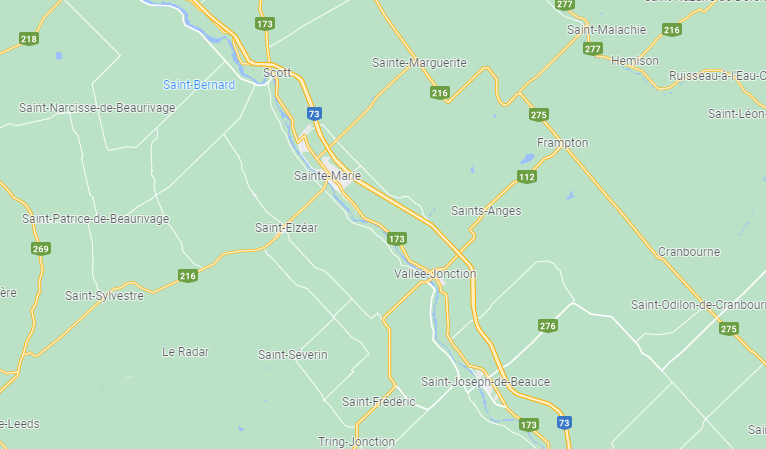 277
173
Saint-Malachie
216
218
277
Hemison
Scott
Sainte-Marguerite
Ruisseau-à-l'Eau-C
Saint-Bernard
216
Saint-Narcisse-de-Beaurivage
73
275
Saint-Léon
Frampton
Sainte-Marie
112
Saints-Anges
Saint-Patrice-de-Beaurivage
Saint-Elzéar
173
269
Cranbourne
216
Vallée-Jonction
ère
Saint-Sylvestre
Saint-Odilon-de-Cranbour
276
275
Le Radar
Saint-Séverin
Saint-Joseph-de-Beauce
Saint-Frédéric
e-Leeds
173
73
Sai
Tring-Jonction